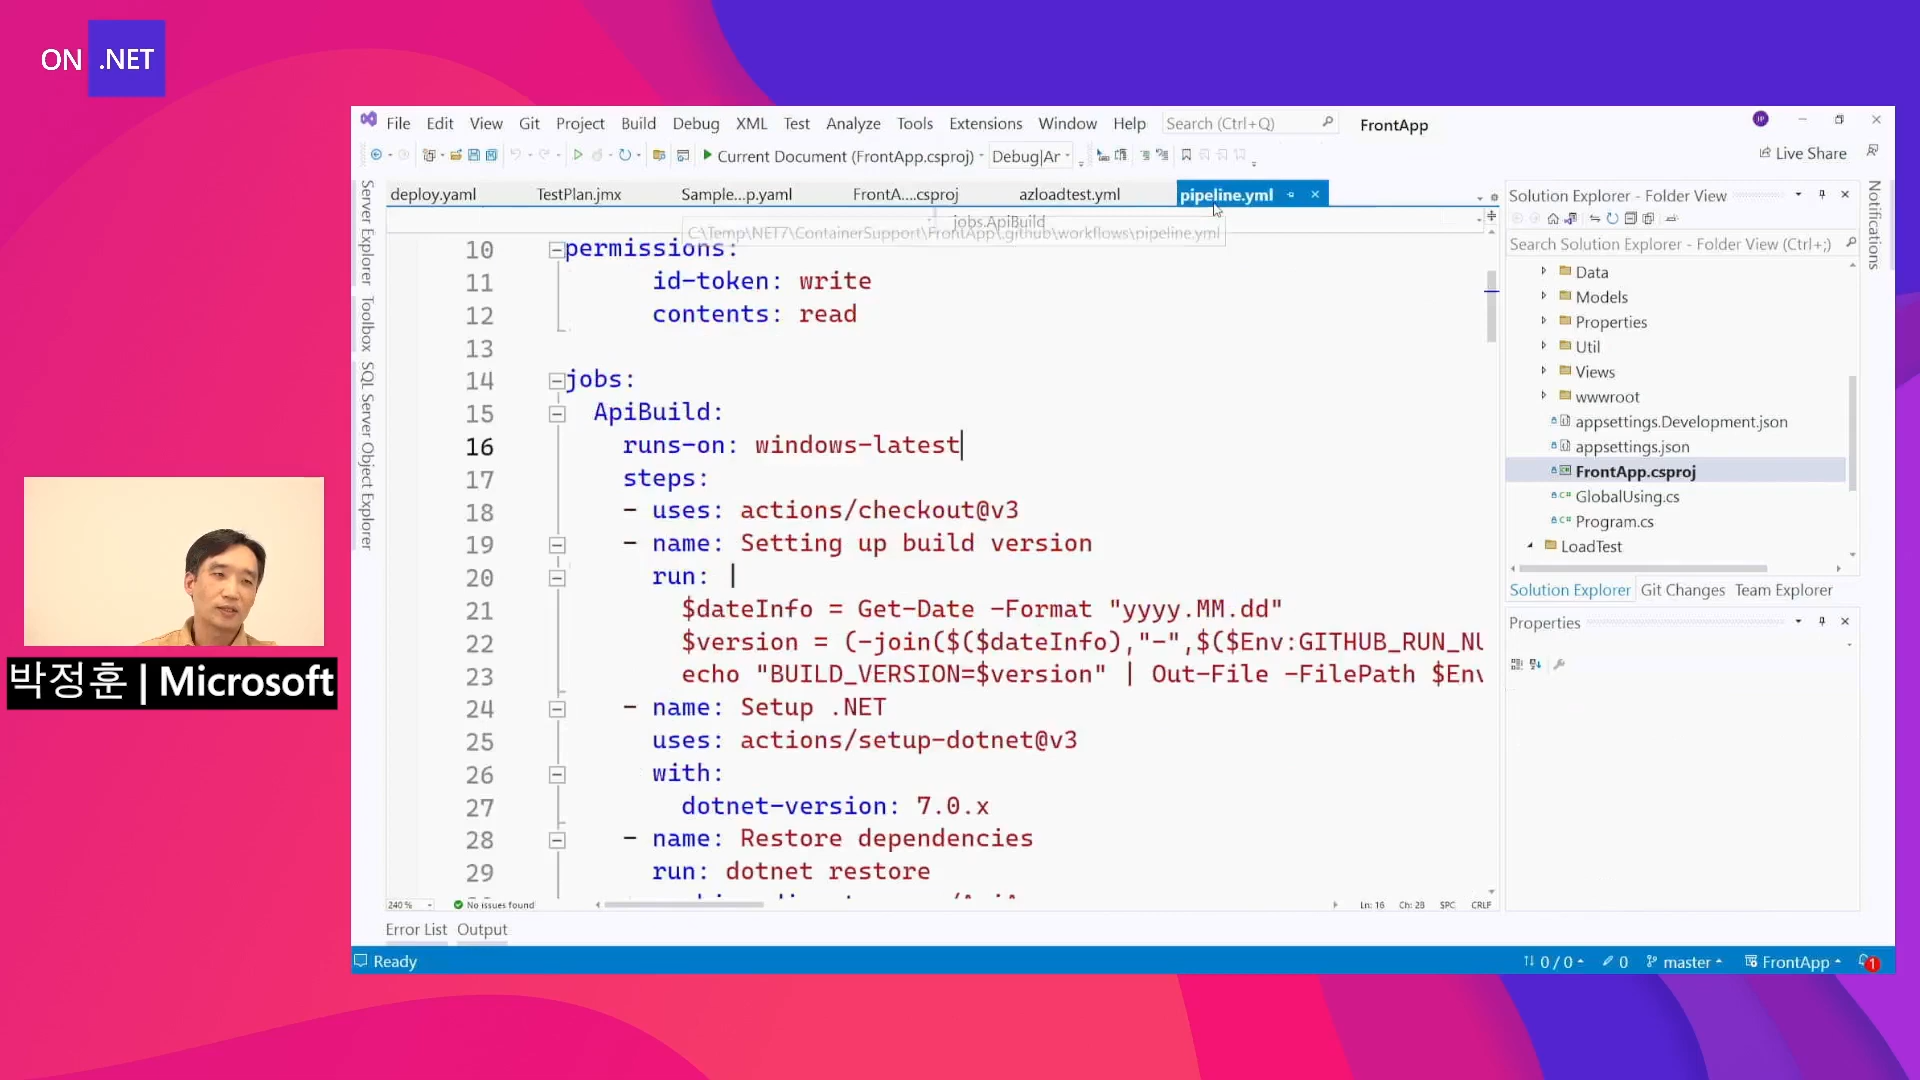 ON .NET
File Edit View Git Project Build Debug XML Test Analyze Tools Extensions Window Help Search (Ctrl+Q) FrontApp JP
Current Document (FrontApp.csproj) Debug|Ar Live Share
deploy.yaml TestPlan.jmx Sample...p.yaml FrontA....csproj azloadtest.yml pipeline.yml
jobs.ApiBuild
C:\Temp\NET7\ContainerSupport\FrontApp\.github\workflows\pipeline.yml
Server Explorer
Toolbox
SQL Server Object Explorer
10 permissions:
11 id-token: write
12 contents: read
13
14 jobs:
15 ApiBuild:
16 runs-on: windows-latest
17 steps:
18 - uses: actions/checkout@v3
19 - name: Setting up build version
20 run: |
21 $dateInfo = Get-Date -Format "yyyy.MM.dd"
22 $version = (-join($($dateInfo),"-",$($Env:GITHUB_RUN_NU
23 echo "BUILD_VERSION=$version" | Out-File -FilePath $Env
24 - name: Setup .NET
25 uses: actions/setup-dotnet@v3
26 with:
27 dotnet-version: 7.0.x
28 - name: Restore dependencies
29 run: dotnet restore
240 % No issues found Ln: 16 Ch: 28 SPC CRLF
Error List Output
Solution Explorer - Folder View
Search Solution Explorer - Folder View (Ctrl+;)
Data
Models
Properties
Util
Views
wwwroot
appsettings.Development.json
appsettings.json
FrontApp.csproj
C# GlobalUsing.cs
C# Program.cs
LoadTest
Solution Explorer Git Changes Team Explorer
Properties
Notifications
Ready 0 / 0 0 master FrontApp 1
박정훈 | Microsoft